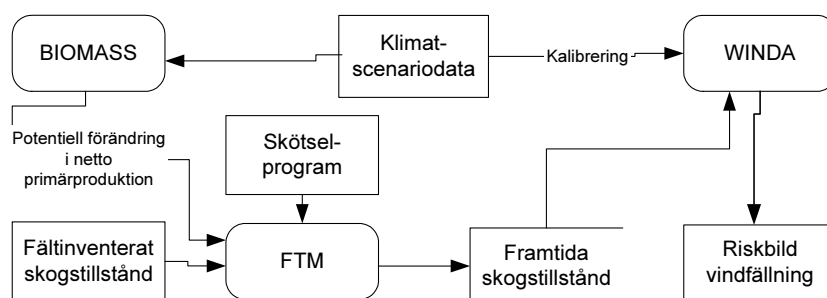 BIOMASS
Klimat-
scenariodata
Kalibrering
WINDA
Potentiell förändring
i netto
primärproduktion
Skötsel-
program
Fältinventerat
skogstillstånd
FTM
Framtida
skogstillstånd
Riskbild
vindfällning